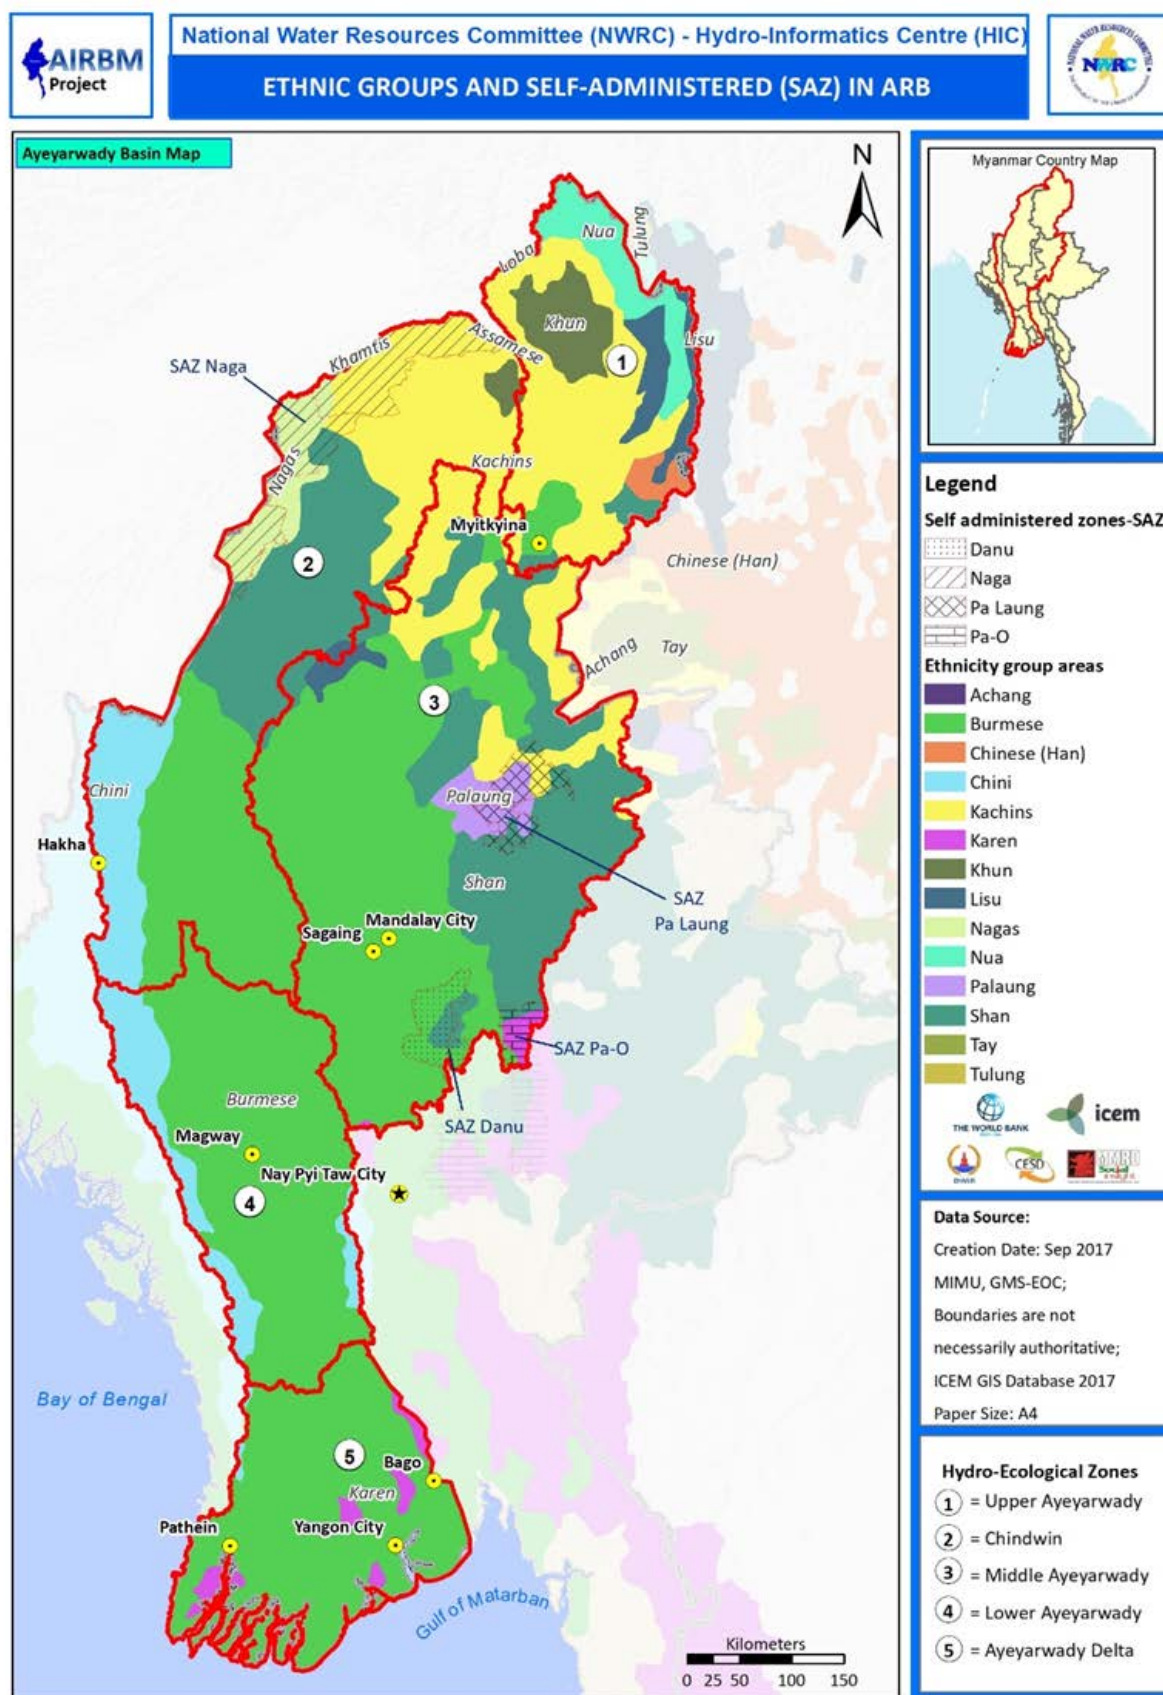 AIRBM
Project
National Water Resources Committee (NWRC) - Hydro-Informatics Centre (HIC)
ETHNIC GROUPS AND SELF-ADMINISTERED (SAZ) IN ARB
NWRC
Ayeyarwady Basin Map
N
Nua
Tulung
Loba
Khun
Assamese
Lisu
1
Khamtis
SAZ Naga
Nagas
Kachins
Myitkyina
2
Chinese (Han)
Achang
Tay
3
Chini
Palaung
Hakha
Shan
SAZ
Pa Laung
Mandalay City
Sagaing
SAZ Pa-O
Burmese
SAZ Danu
Magway
Nay Pyi Taw City
4
Bay of Bengal
5
Bago
Karen
Pathein
Yangon City
Gulf of Matarban
Kilometers
0 25 50 100 150
Myanmar Country Map
Legend
Self administered zones-SAZ
Danu
Naga
Pa Laung
Pa-O
Ethnicity group areas
Achang
Burmese
Chinese (Han)
Chini
Kachins
Karen
Khun
Lisu
Nagas
Nua
Palaung
Shan
Tay
Tulung
THE WORLD BANK
icem
CESD
MMRD
Data Source:
Creation Date: Sep 2017
MIMU, GMS-EOC;
Boundaries are not
necessarily authoritative;
ICEM GIS Database 2017
Paper Size: A4
Hydro-Ecological Zones
1 = Upper Ayeyarwady
2 = Chindwin
3 = Middle Ayeyarwady
4 = Lower Ayeyarwady
5 = Ayeyarwady Delta